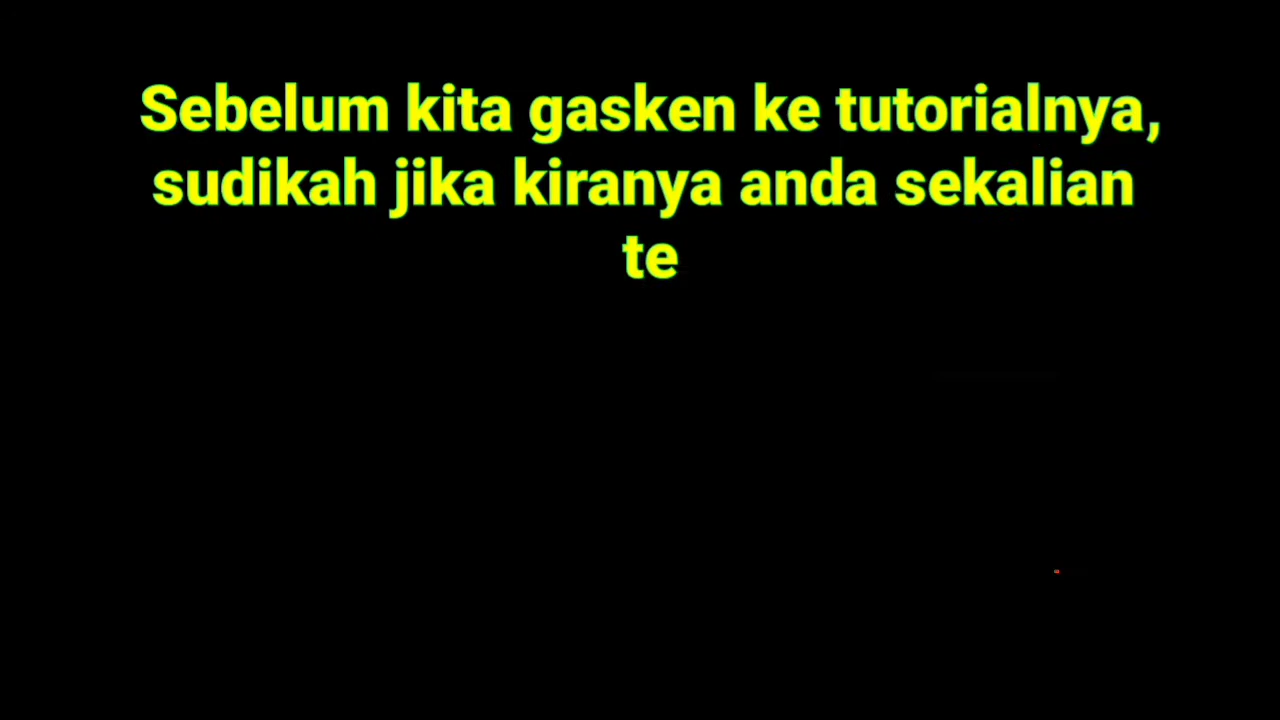 Sebelum kita gasken ke tutorialnya,
sudikah jika kiranya anda sekalian
te